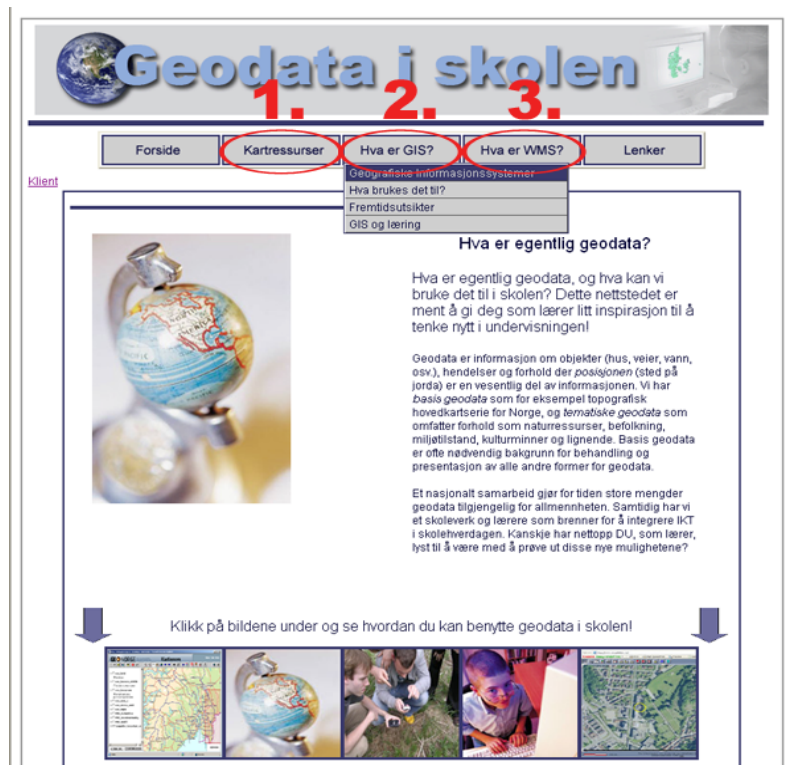 Geodata i skolen
1. 2. 3.
Forside Kartressurser Hva er GIS? Hva er WMS? Lenker
Geografiske Informasjonssystemer
Klient
Hva brukes det til?
Fremtidsutsikter
GIS og læring
Hva er egentlig geodata?
Hva er egentlig geodata, og hva kan vi
bruke det til i skolen? Dette nettstedet er
ment å gi deg som lærer litt inspirasjon til å
tenke nytt i undervisningen!
Geodata er informasjon om objekter (hus, veier, vann,
osv.), hendelser og forhold der posisjonen (sted på
jorda) er en vesentlig del av informasjonen. Vi har
basis geodata som for eksempel topografisk
hovedkartserie for Norge, og tematiske geodata som
omfatter forhold som naturressurser, befolkning,
miljøtilstand, kulturminner og lignende. Basis geodata
er ofte nødvendig bakgrunn for behandling og
presentasjon av alle andre former for geodata.
Et nasjonalt samarbeid gjør for tiden store mengder
geodata tilgjengelig for allmennheten. Samtidig har vi
et skoleverk og lærere som brenner for å integrere IKT
i skolehverdagen. Kanskje har nettopp DU, som lærer,
lyst til å være med å prøve ut disse nye mulighetene?
Klikk på bildene under og se hvordan du kan benytte geodata i skolen!